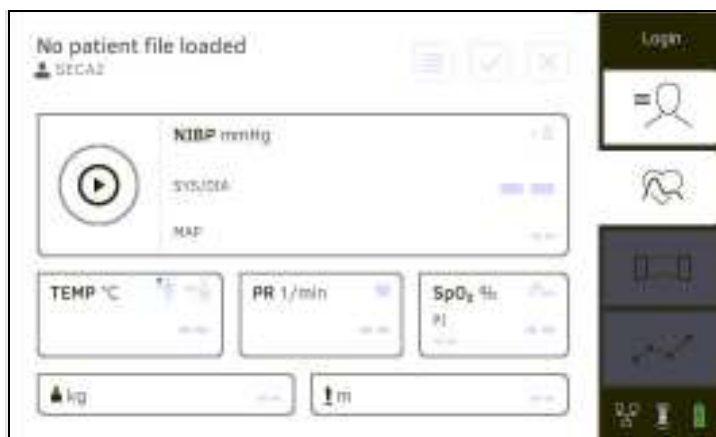 No patient file loaded
SECA2
Login
NIBP mmHg
SYS/DIA
-- --
MAP
--
TEMP °C
--
PR 1/min
--
SpO₂ %
PI
--
--
kg
--
m
--